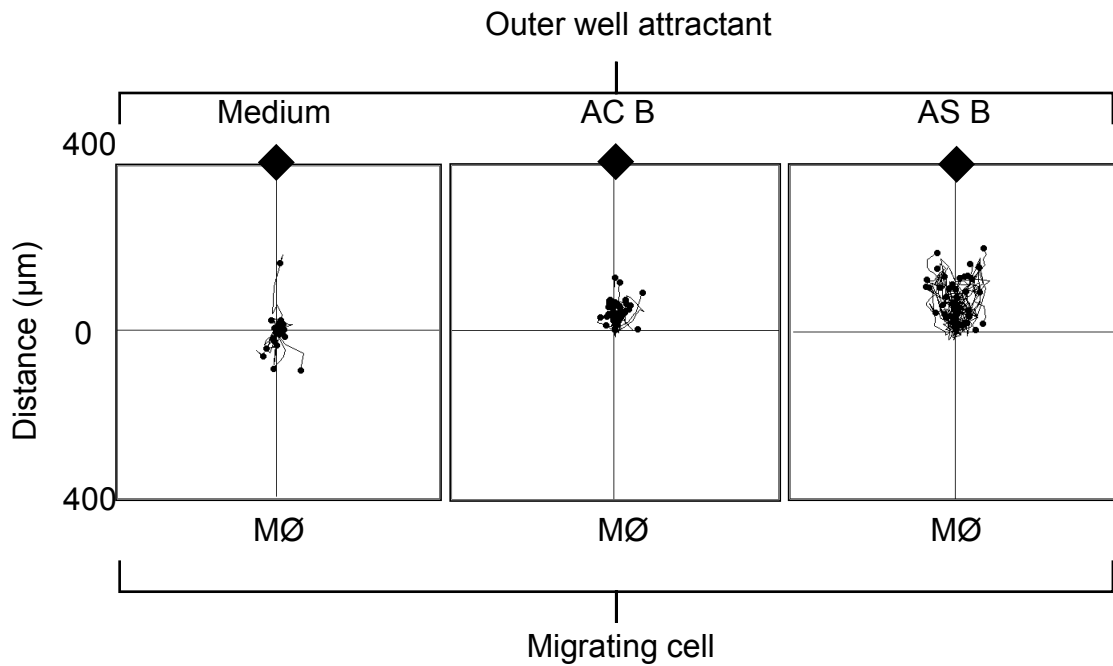 Outer well attractant
Medium AC B AS B
400
Distance (µm)
0
400
MØ MØ MØ
Migrating cell